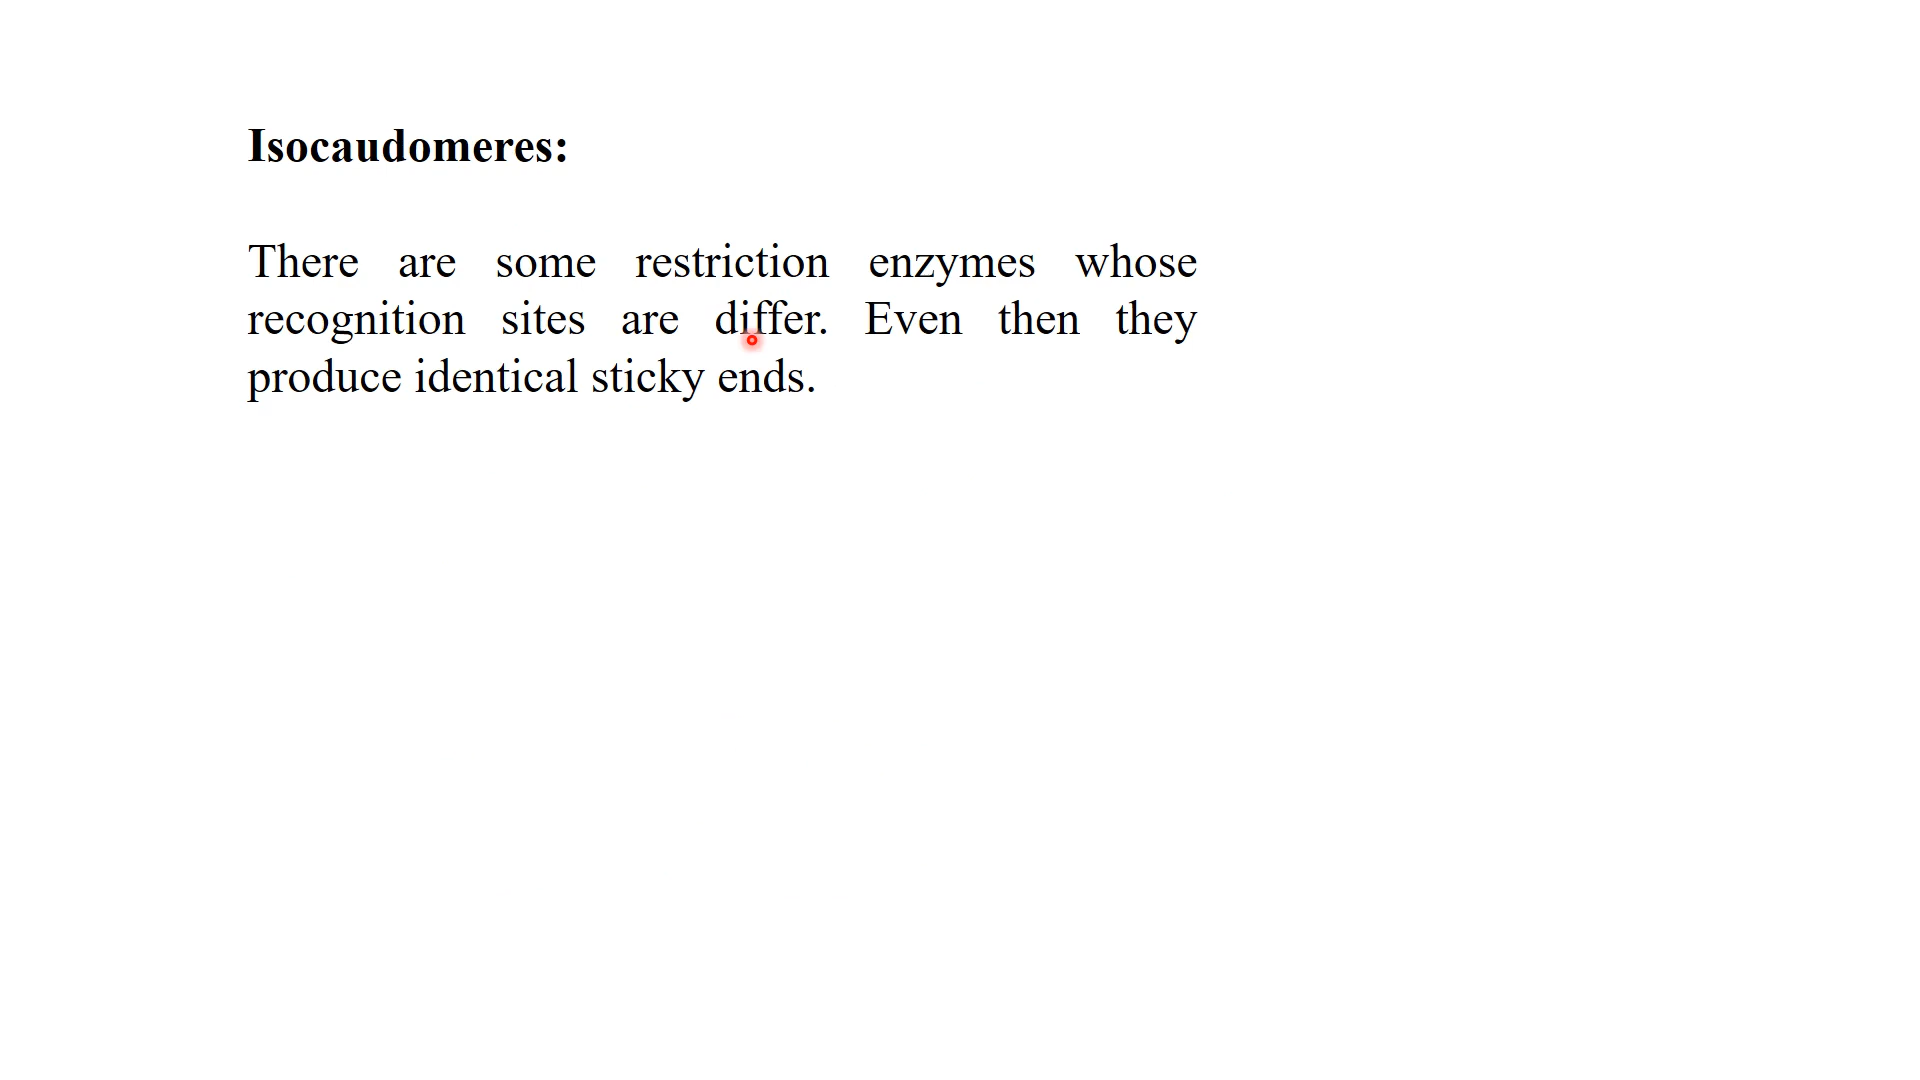 Isocaudomeres:
There are some restriction enzymes whose
recognition sites are differ. Even then they
produce identical sticky ends.